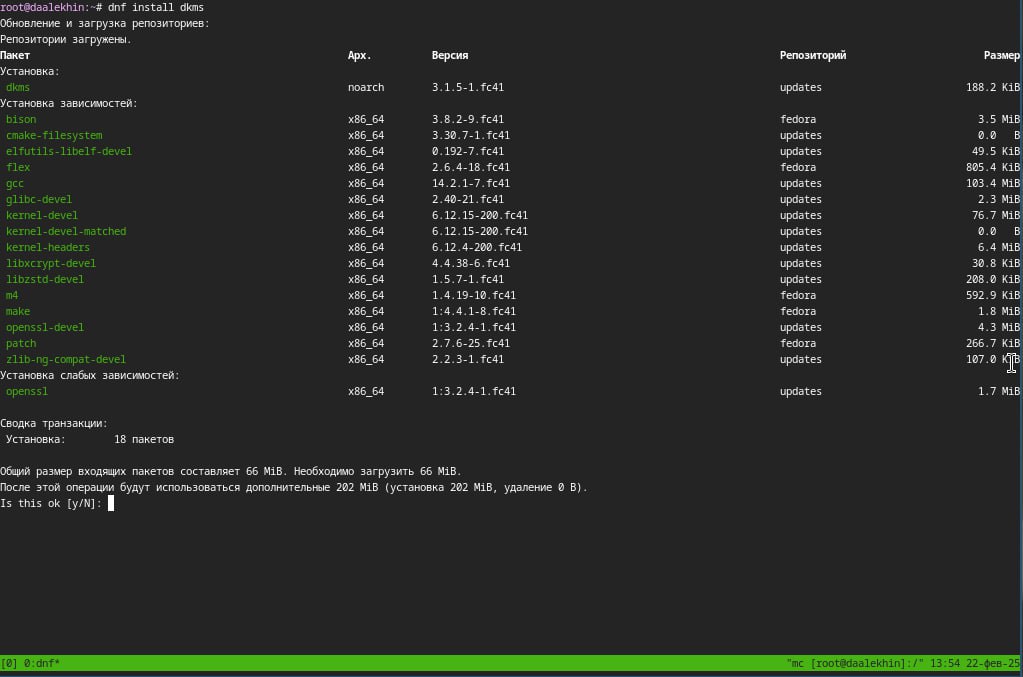 root@daalekhin:~# dnf install dkms
Обновление и загрузка репозиториев:
Репозитории загружены.
Пакет Арх. Версия Репозиторий Размер
Установка:
dkms noarch 3.1.5-1.fc41 updates 188.2 KiB
Установка зависимостей:
bison x86_64 3.8.2-9.fc41 fedora 3.5 MiB
cmake-filesystem x86_64 3.30.7-1.fc41 updates 0.0 B
elfutils-libelf-devel x86_64 0.192-7.fc41 updates 49.5 KiB
flex x86_64 2.6.4-18.fc41 fedora 805.4 KiB
gcc x86_64 14.2.1-7.fc41 updates 103.4 MiB
glibc-devel x86_64 2.40-21.fc41 updates 2.3 MiB
kernel-devel x86_64 6.12.15-200.fc41 updates 76.7 MiB
kernel-devel-matched x86_64 6.12.15-200.fc41 updates 0.0 B
kernel-headers x86_64 6.12.4-200.fc41 updates 6.4 MiB
libxcrypt-devel x86_64 4.4.38-6.fc41 updates 30.8 KiB
libzstd-devel x86_64 1.5.7-1.fc41 updates 208.0 KiB
m4 x86_64 1.4.19-10.fc41 fedora 592.9 KiB
make x86_64 1:4.4.1-8.fc41 fedora 1.8 MiB
openssl-devel x86_64 1:3.2.4-1.fc41 updates 4.3 MiB
patch x86_64 2.7.6-25.fc41 fedora 266.7 KiB
zlib-ng-compat-devel x86_64 2.2.3-1.fc41 updates 107.0 KiB
Установка слабых зависимостей:
openssl x86_64 1:3.2.4-1.fc41 updates 1.7 MiB
Сводка транзакции:
Установка: 18 пакетов
Общий размер входящих пакетов составляет 66 MiB. Необходимо загрузить 66 MiB.
После этой операции будут использоваться дополнительные 202 MiB (установка 202 MiB, удаление 0 B).
Is this ok [y/N]:
[0] 0:dnf* "mc [root@daalekhin]:/" 13:54 22-фев-25